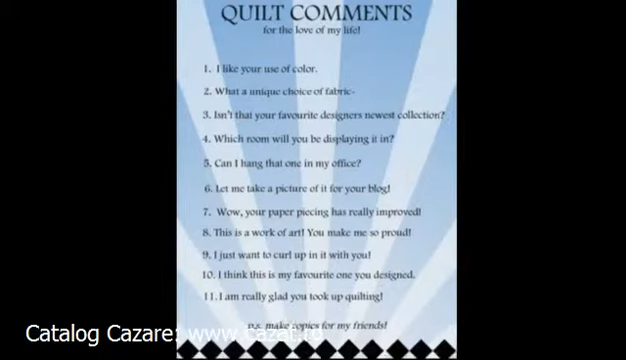 QUILT COMMENTS
for the love of my life!
1. I like your use of color.
2. What a unique choice of fabric-
3. Isn't that your favourite designers newest collection?
4. Which room will you be displaying it in?
5. Can I hang that one in my office?
6. Let me take a picture of it for your blog!
7. Wow, your paper piecing has really improved!
8. This is a work of art! You make me so proud!
9. I just want to curl up in it with you!
10. I think this is my favourite one you designed.
11. I am really glad you took up quilting!
p.s. make copies for my friends!
Catalog Cazare: www.cazat.ro